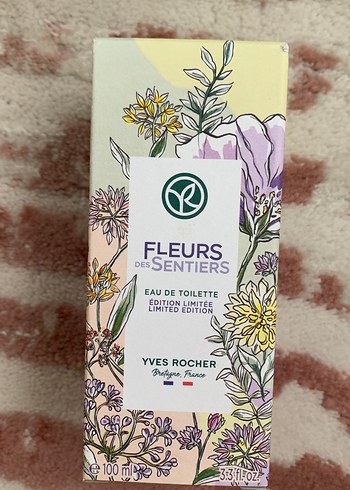 FLEURS
DES SENTIERS
EAU DE TOILETTE
ÉDITION LIMITÉE
LIMITED EDITION
YVES ROCHER
Bretagne, France
e 100 ml
3.3 fl.oz.